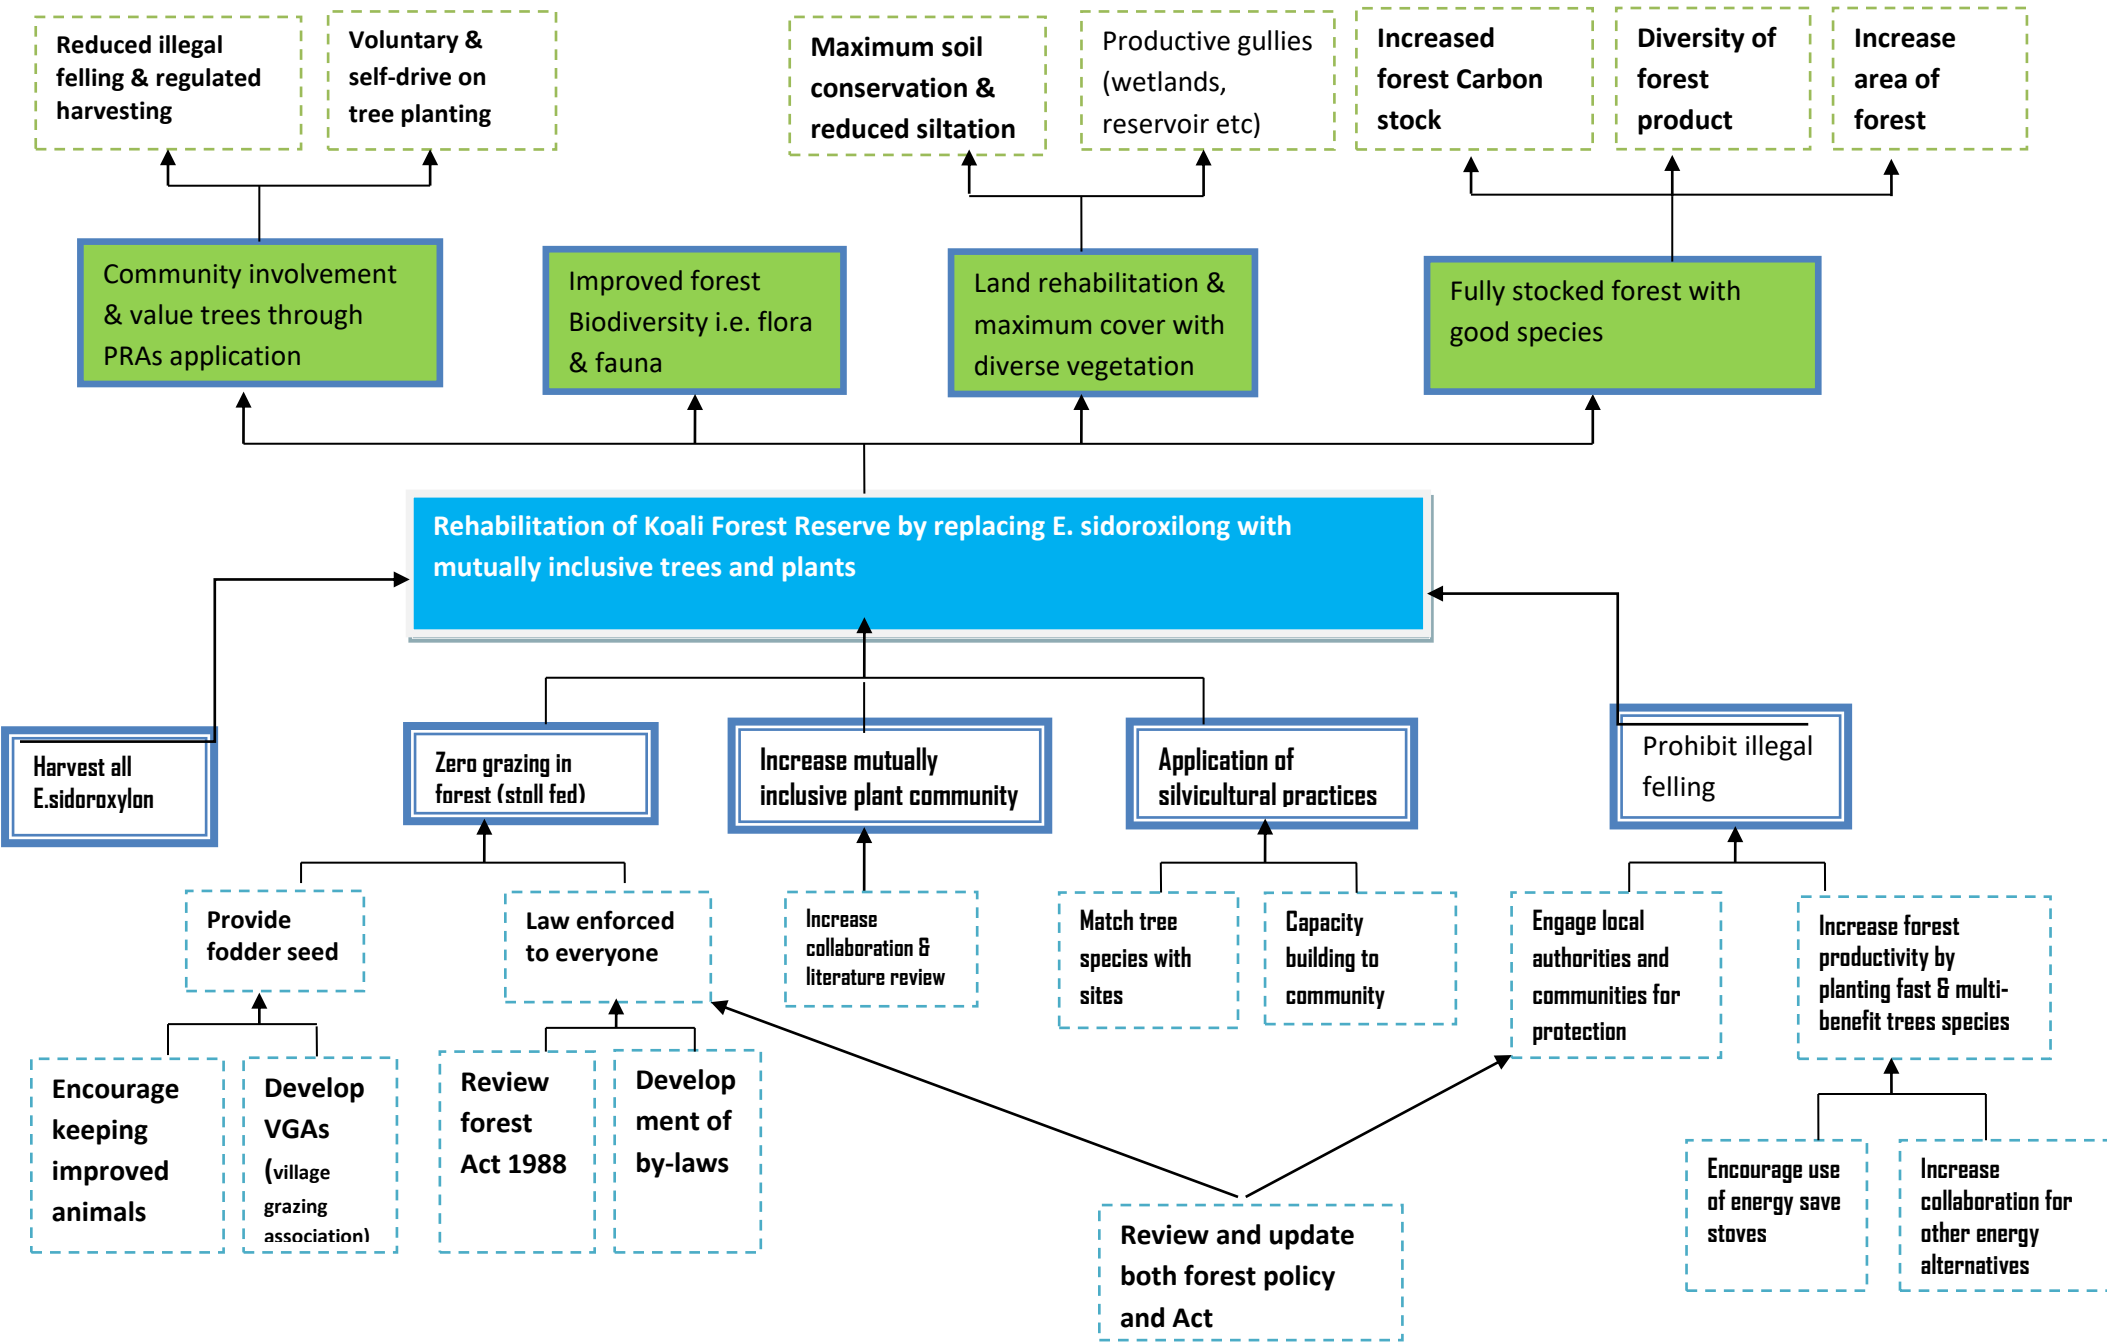 Reduced illegal
felling & regulated
harvesting
Voluntary &
self-drive on
tree planting
Maximum soil
conservation &
reduced siltation
Productive gullies
(wetlands,
reservoir etc)
Increased
forest Carbon
stock
Diversity of
forest
product
Increase
area of
forest
Community involvement
& value trees through
PRAs application
Improved forest
Biodiversity i.e. flora
& fauna
Land rehabilitation &
maximum cover with
diverse vegetation
Fully stocked forest with
good species
Rehabilitation of Koali Forest Reserve by replacing E. sidoroxilong with
mutually inclusive trees and plants
Harvest all
E.sidoroxylon
Zero grazing in
forest (stoll fed)
Increase mutually
inclusive plant community
Application of
silvicultural practices
Prohibit illegal
felling
Provide
fodder seed
Law enforced
to everyone
Increase
collaboration &
literature review
Match tree
species with
sites
Capacity
building to
community
Engage local
authorities and
communities for
protection
Increase forest
productivity by
planting fast & multi-
benefit trees species
Encourage
keeping
improved
animals
Develop
VGAs
(village
grazing
association)
Review
forest
Act 1988
Develop
ment of
by-laws
Review and update
both forest policy
and Act
Encourage use
of energy save
stoves
Increase
collaboration for
other energy
alternatives